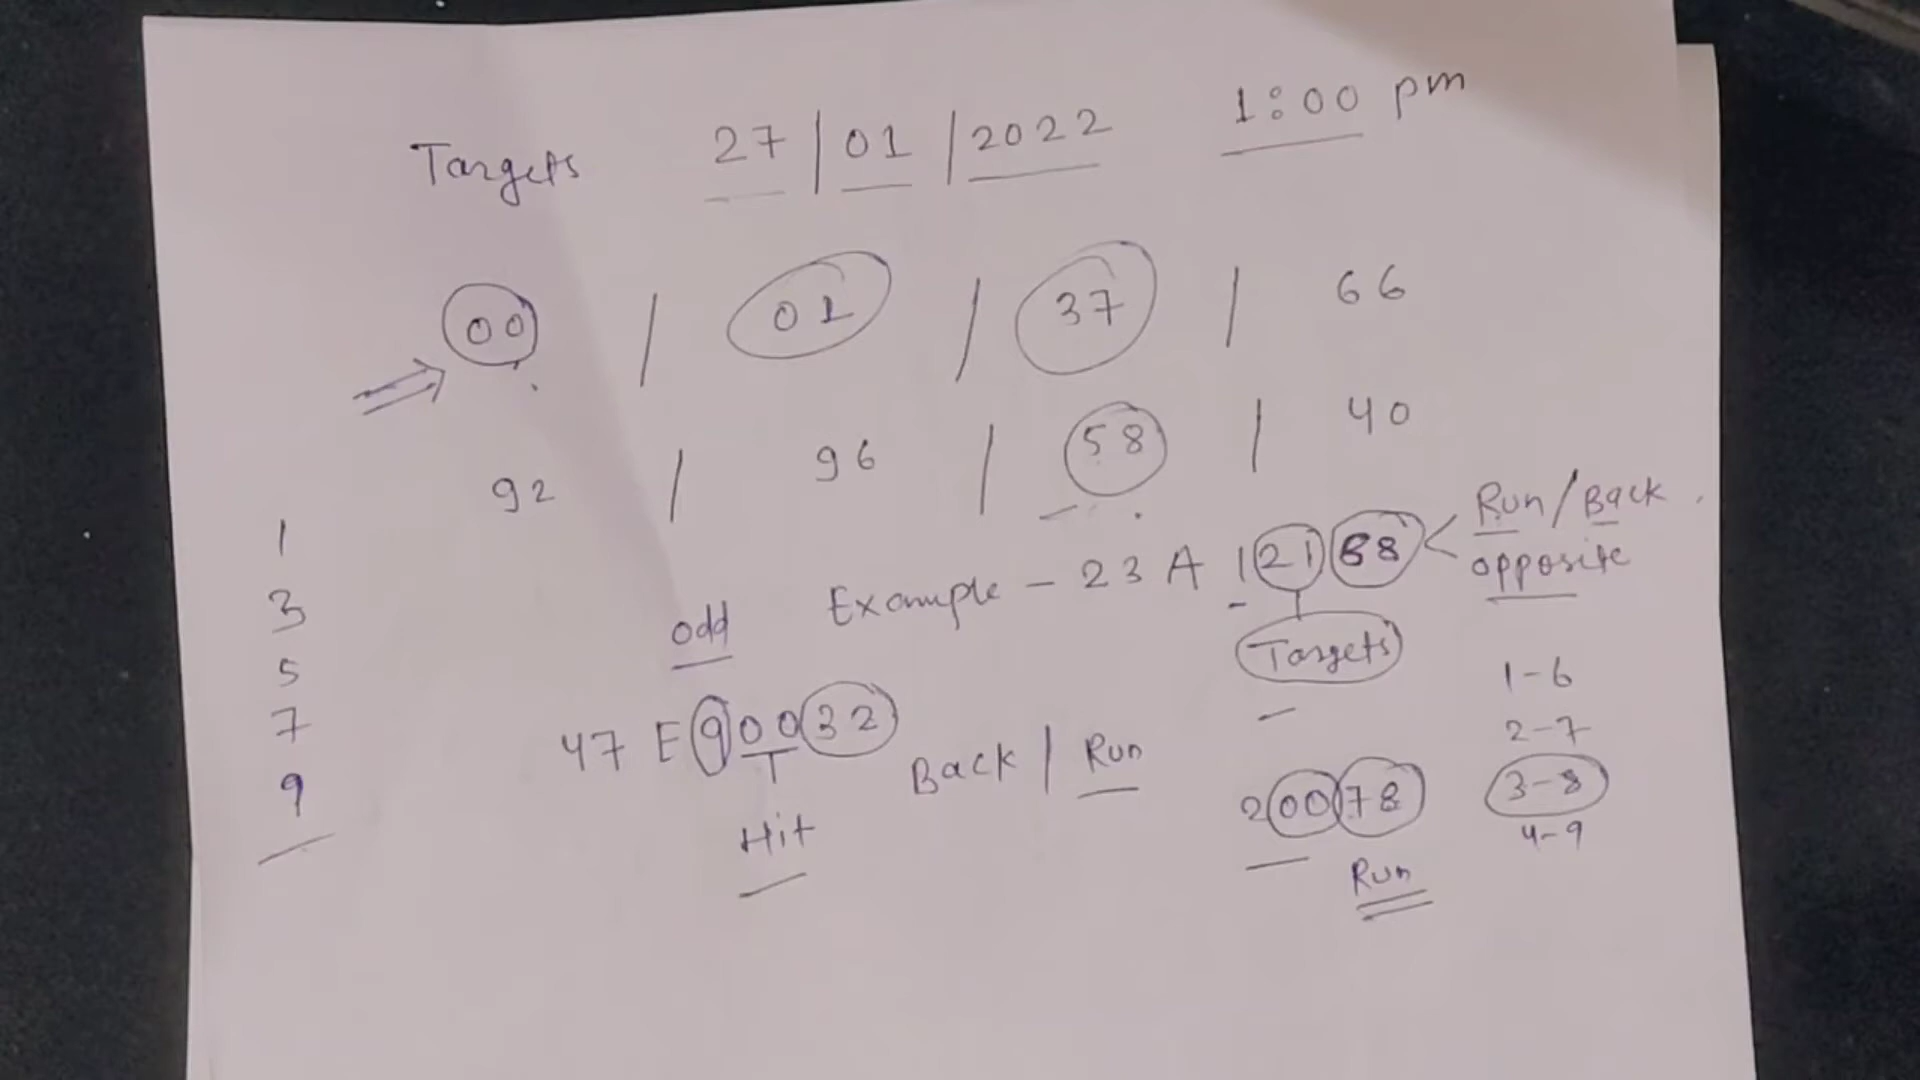 Targets 27/01/2022 1:00 pm
00 / 01 / 37 / 66
92 / 96 / 58 / 40
1
3
5
7
9
odd
Example - 23 A 12158 < Run/Back
opposite
Targets
47 E 90032
T
Hit
Back / Run
20078
Run
1-6
2-7
3-8
4-9